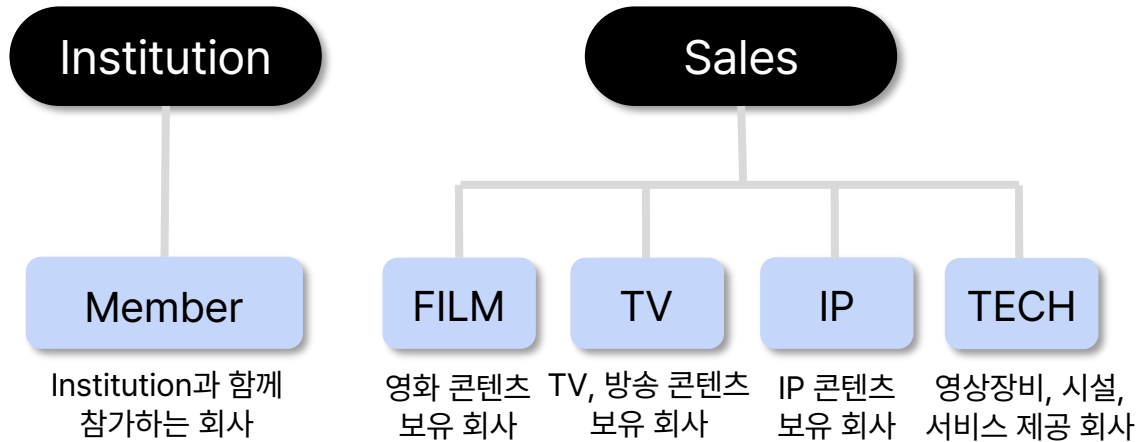 Institution
Sales
Member
FILM
TV
IP
TECH
Institution과 함께
참가하는 회사
영화 콘텐츠
보유 회사
TV, 방송 콘텐츠
보유 회사
IP 콘텐츠
보유 회사
영상장비, 시설,
서비스 제공 회사